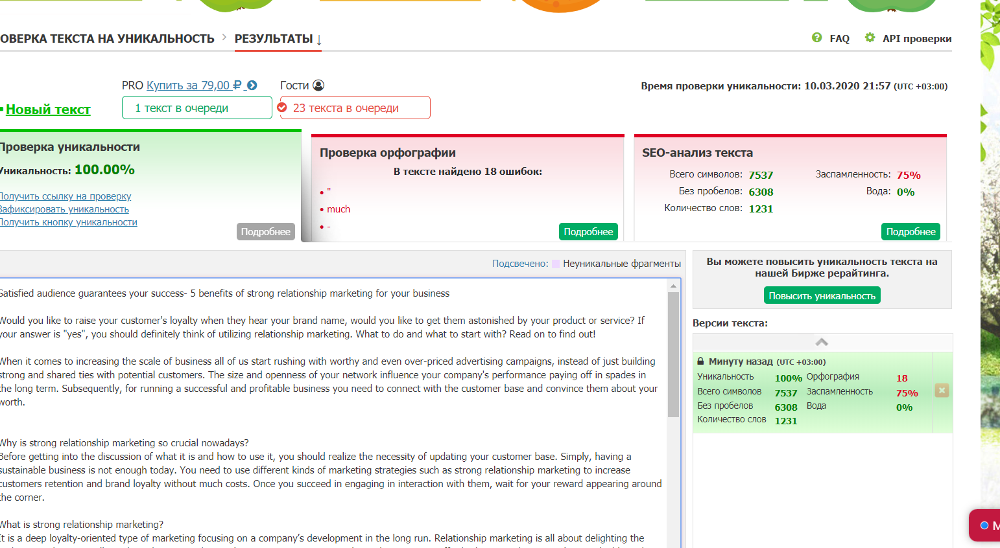 ОВЕРКА ТЕКСТА НА УНИКАЛЬНОСТЬ
РЕЗУЛЬТАТЫ ↓
FAQ
API проверки
PRO Купить за 79,00 ₽
Гости
Время проверки уникальности: 10.03.2020 21:57 (UTC +03:00)
Новый текст
1 текст в очереди
23 текста в очереди
Проверка уникальности
Уникальность: 100.00%
Получить ссылку на проверку
Зафиксировать уникальность
Получить кнопку уникальности
Подробнее
Проверка орфографии
В тексте найдено 18 ошибок:
• "
• much
• -
Подробнее
SEO-анализ текста
Всего символов: 7537
Заспамленность: 75%
Без пробелов: 6308
Вода: 0%
Количество слов: 1231
Подробнее
Подсвечено: Неуникальные фрагменты
Satisfied audience guarantees your success- 5 benefits of strong relationship marketing for your business
Would you like to raise your customer's loyalty when they hear your brand name, would you like to get them astonished by your product or service? If
your answer is "yes", you should definitely think of utilizing relationship marketing. What to do and what to start with? Read on to find out!
When it comes to increasing the scale of business all of us start rushing with worthy and even over-priced advertising campaigns, instead of just building
strong and shared ties with potential customers. The size and openness of your network influence your company's performance paying off in spades in
the long term. Subsequently, for running a successful and profitable business you need to connect with the customer base and convince them about your
worth.
Why is strong relationship marketing so crucial nowadays?
Before getting into the discussion of what it is and how to use it, you should realize the necessity of updating your customer base. Simply, having a
sustainable business is not enough today. You need to use different kinds of marketing strategies such as strong relationship marketing to increase
customers retention and brand loyalty without much costs. Once you succeed in engaging in interaction with them, wait for your reward appearing around
the corner.
What is strong relationship marketing?
It is a deep loyalty-oriented type of marketing focusing on a company’s development in the long run. Relationship marketing is all about delighting the
Вы можете повысить уникальность текста на
нашей Бирже рерайтинга.
Повысить уникальность
Версии текста:
Минуту назад (UTC +03:00)
Уникальность 100% Орфография 18
Всего символов 7537 Заспамленность 75%
Без пробелов 6308 Вода 0%
Количество слов 1231
М